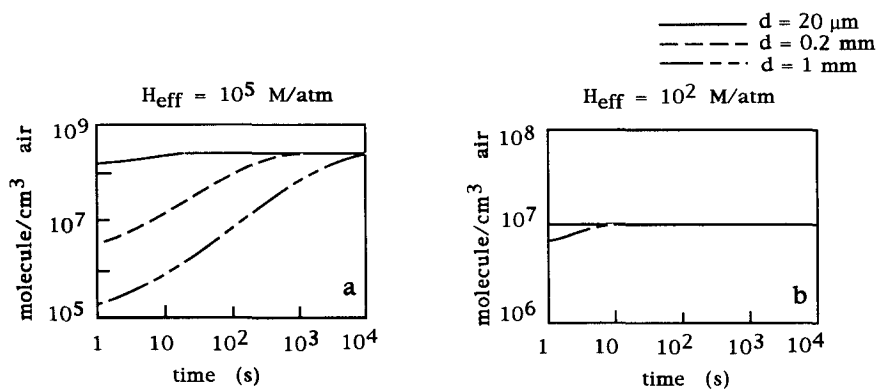 d = 20 μm
d = 0.2 mm
d = 1 mm
H_eff = 10^5 M/atm
molecule/cm^3 air
10^9
10^7
10^5
a
1 10 10^2 10^3 10^4
time (s)
H_eff = 10^2 M/atm
molecule/cm^3 air
10^8
10^7
10^6
b
1 10 10^2 10^3 10^4
time (s)